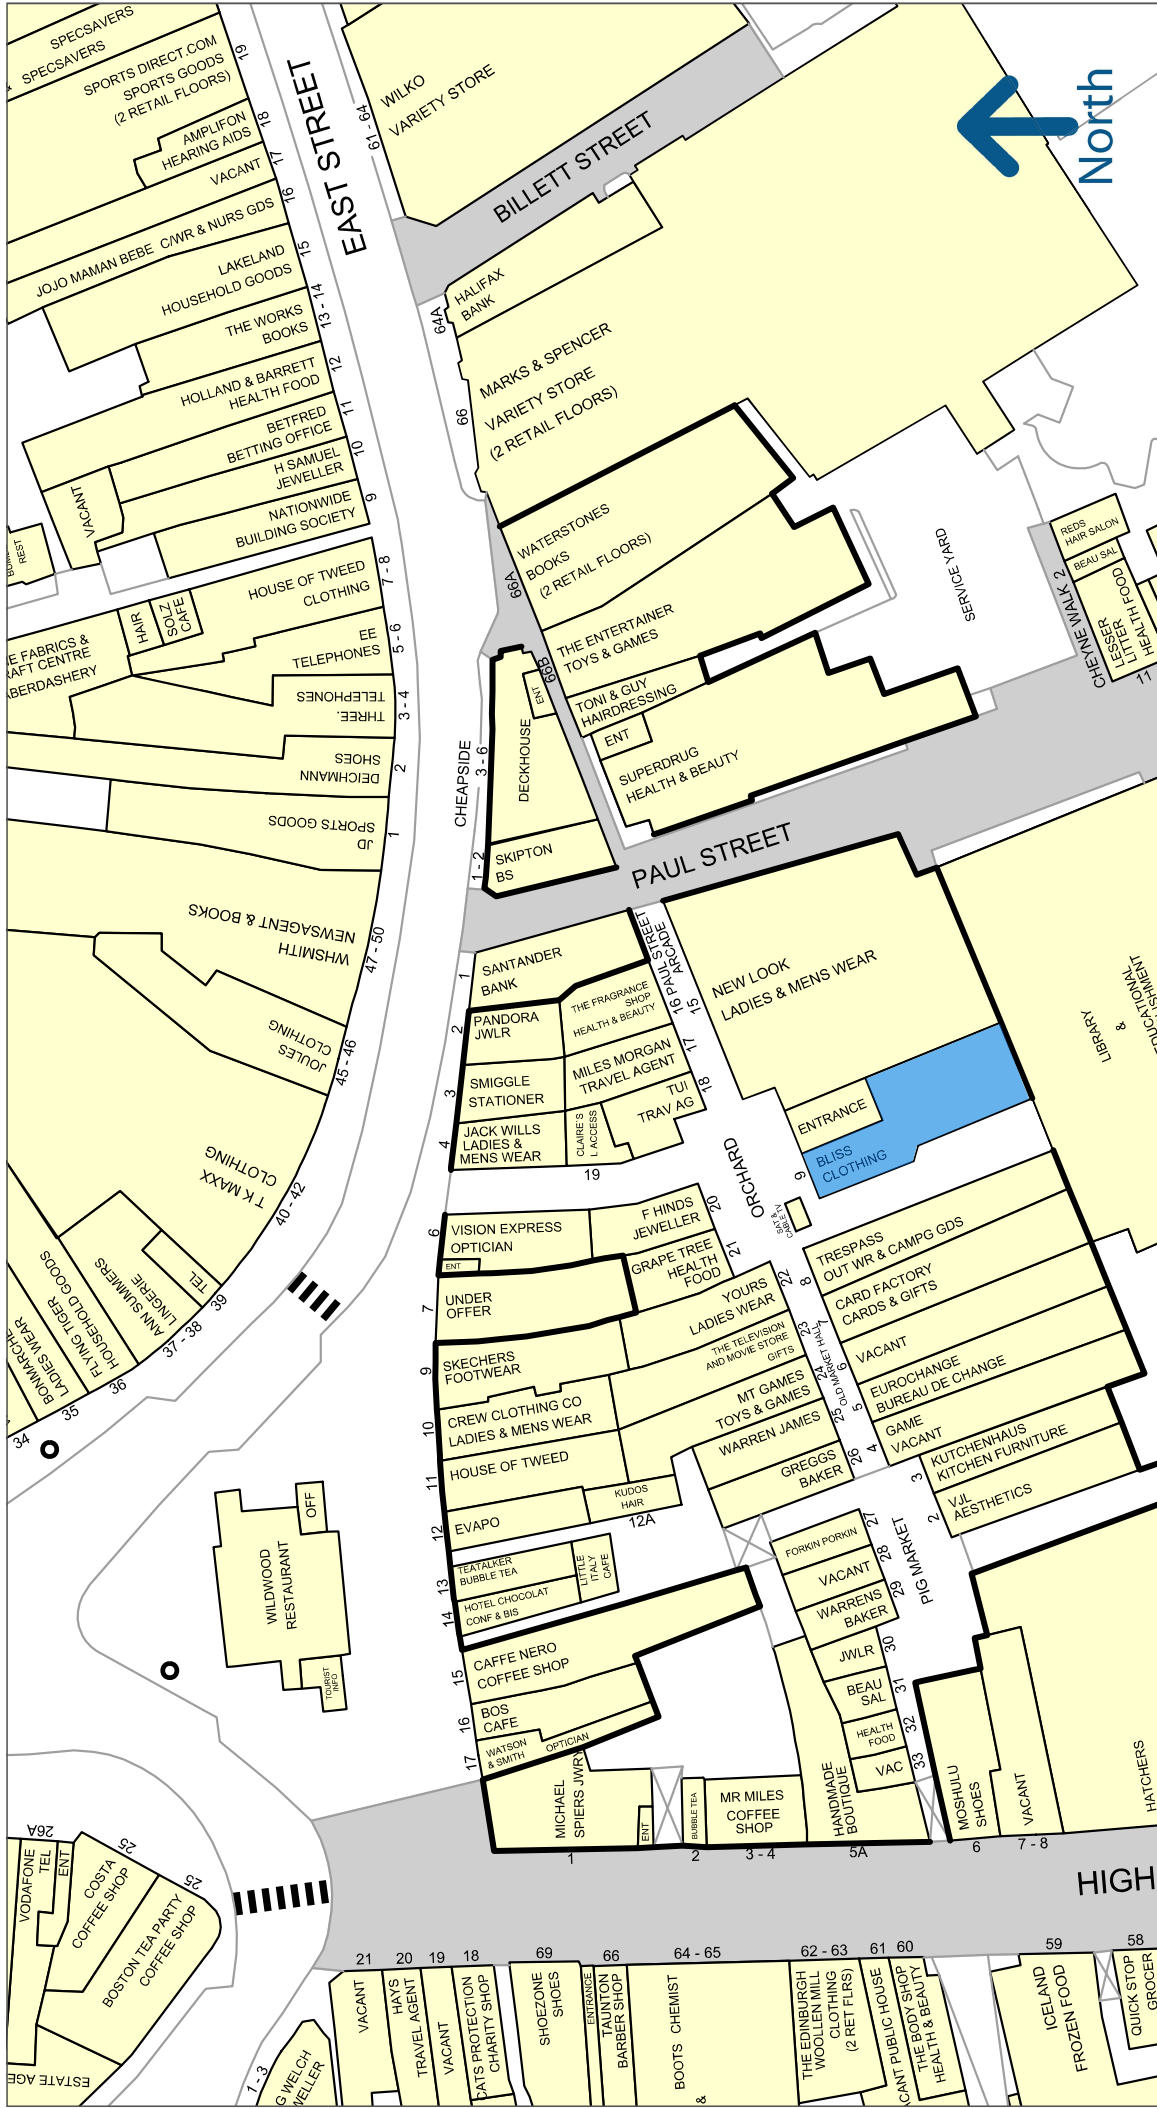 SPECSAVERS
SPECSAVERS
SPORTS DIRECT.COM
SPORTS GOODS
(2 RETAIL FLOORS)
19
AMPLIFON
HEARING AIDS
18
VACANT
17
JOJO MAMAN BEBE C/WR & NURS GDS
16
LAKELAND
HOUSEHOLD GOODS
15
THE WORKS
BOOKS
13 - 14
HOLLAND & BARRETT
HEALTH FOOD
12
BETFRED
BETTING OFFICE
11
H SAMUEL
JEWELLER
10
NATIONWIDE
BUILDING SOCIETY
9
VACANT
REST
EAST STREET
61 - 64
WILKO
VARIETY STORE
BILLETT STREET
North
HALIFAX
BANK
64A
MARKS & SPENCER
VARIETY STORE
(2 RETAIL FLOORS)
66
WATERSTONES
BOOKS
(2 RETAIL FLOORS)
66A
THE ENTERTAINER
TOYS & GAMES
66B
TONI & GUY
HAIRDRESSING
ENT
SUPERDRUG
HEALTH & BEAUTY
SERVICE YARD
REDS
HAIR SALON
BEAU SAL
LESSER
LITTER
HEALTH FOOD
CHEYNE WALK
2
11
HOUSE OF TWEED
CLOTHING
7 - 8
HAIR
SOLZ
CAFE
E FABRICS &
RAFT CENTRE
BERDASHERY
EE
TELEPHONES
5 - 6
THREE.
TELEPHONES
3 - 4
DEICHMANN
SHOES
2
JD
SPORTS GOODS
1
CHEAPSIDE
3 - 6
DECKHOUSE
ENT
1 - 2
SKIPTON
BS
PAUL STREET
WHSMITH
NEWSAGENT & BOOKS
47 - 50
JOULES
CLOTHING
45 - 46
T K MAXX
CLOTHING
40 - 42
TEL
39
ANN SUMMERS
LINGERIE
37 - 38
FLYING TIGER
HOUSEHOLD GOODS
36
BONMARCHE
LADIES WEAR
35
34
SANTANDER
BANK
1
PANDORA
JWLR
2
SMIGGLE
STATIONER
3
JACK WILLS
LADIES &
MENS WEAR
4
THE FRAGRANCE
SHOP
HEALTH & BEAUTY
16
PAUL STREET
ARCADE
15
MILES MORGAN
TRAVEL AGENT
17
TUI
TRAV AG
18
CLAIRE'S
L ACCESS
19
NEW LOOK
LADIES & MENS WEAR
ENTRANCE
BLISS
CLOTHING
9
LIBRARY
&
EDUCATIONAL
ORCHARD
SAT &
CABLE TV
VISION EXPRESS
OPTICIAN
6
ENT
F HINDS
JEWELLER
20
GRAPE TREE
HEALTH
FOOD
21
UNDER
OFFER
7
YOURS
LADIES WEAR
22
THE TELEVISION
AND MOVIE STORE
GIFTS
23
SKECHERS
FOOTWEAR
9
MT GAMES
TOYS & GAMES
24
CREW CLOTHING CO
LADIES & MENS WEAR
10
WARREN JAMES
25
HOUSE OF TWEED
11
GREGGS
BAKER
26
KUDOS
HAIR
12A
EVAPO
12
OLD MARKET HALL
TRESPASS
OUT WR & CAMPG GDS
8
CARD FACTORY
CARDS & GIFTS
7
VACANT
6
EUROCHANGE
BUREAU DE CHANGE
5
GAME
VACANT
4
KUTCHENHAUS
KITCHEN FURNITURE
3
VJL
AESTHETICS
2
WILDWOOD
RESTAURANT
OFF
TOURIST
INFO
TEATALKER
BUBBLE TEA
13
HOTEL CHOCOLAT
CONF & BIS
14
LITTLE
ITALY
CAFE
CAFFE NERO
COFFEE SHOP
15
BOS
CAFE
16
WATSON
& SMITH OPTICIAN
17
FORKIN PORKIN
27
VACANT
28
WARRENS
BAKER
29
PIG MARKET
JWLR
30
BEAU
SAL
31
HEALTH
FOOD
32
VAC
33
MICHAEL
SPIERS JWRY
1
ENT
BUBBLE TEA
2
MR MILES
COFFEE
SHOP
3 - 4
HANDMADE
BOUTIQUE
5A
MOSHULU
SHOES
6
VACANT
7 - 8
HATCHERS
HIGH
VODAFONE
TEL
26A
ENT
COSTA
COFFEE SHOP
25
BOSTON TEA PARTY
COFFEE SHOP
25
ESTATE AGE
1 - 3
G WELCH
21
VACANT
20
HAYS
TRAVEL AGENT
19
VACANT
18
CATS PROTECTION
CHARITY SHOP
69
SHOEZONE
SHOES
ENTRANCE
66
TAUNTON
BARBER SHOP
64 - 65
BOOTS CHEMIST
&
62 - 63
THE EDINBURGH
WOOLLEN MILL
CLOTHING
(2 RET FLRS)
61
CANT PUBLIC HOUSE
60
THE BODY SHOP
HEALTH & BEAUTY
59
ICELAND
FROZEN FOOD
58
QUICK STOP
GROCER